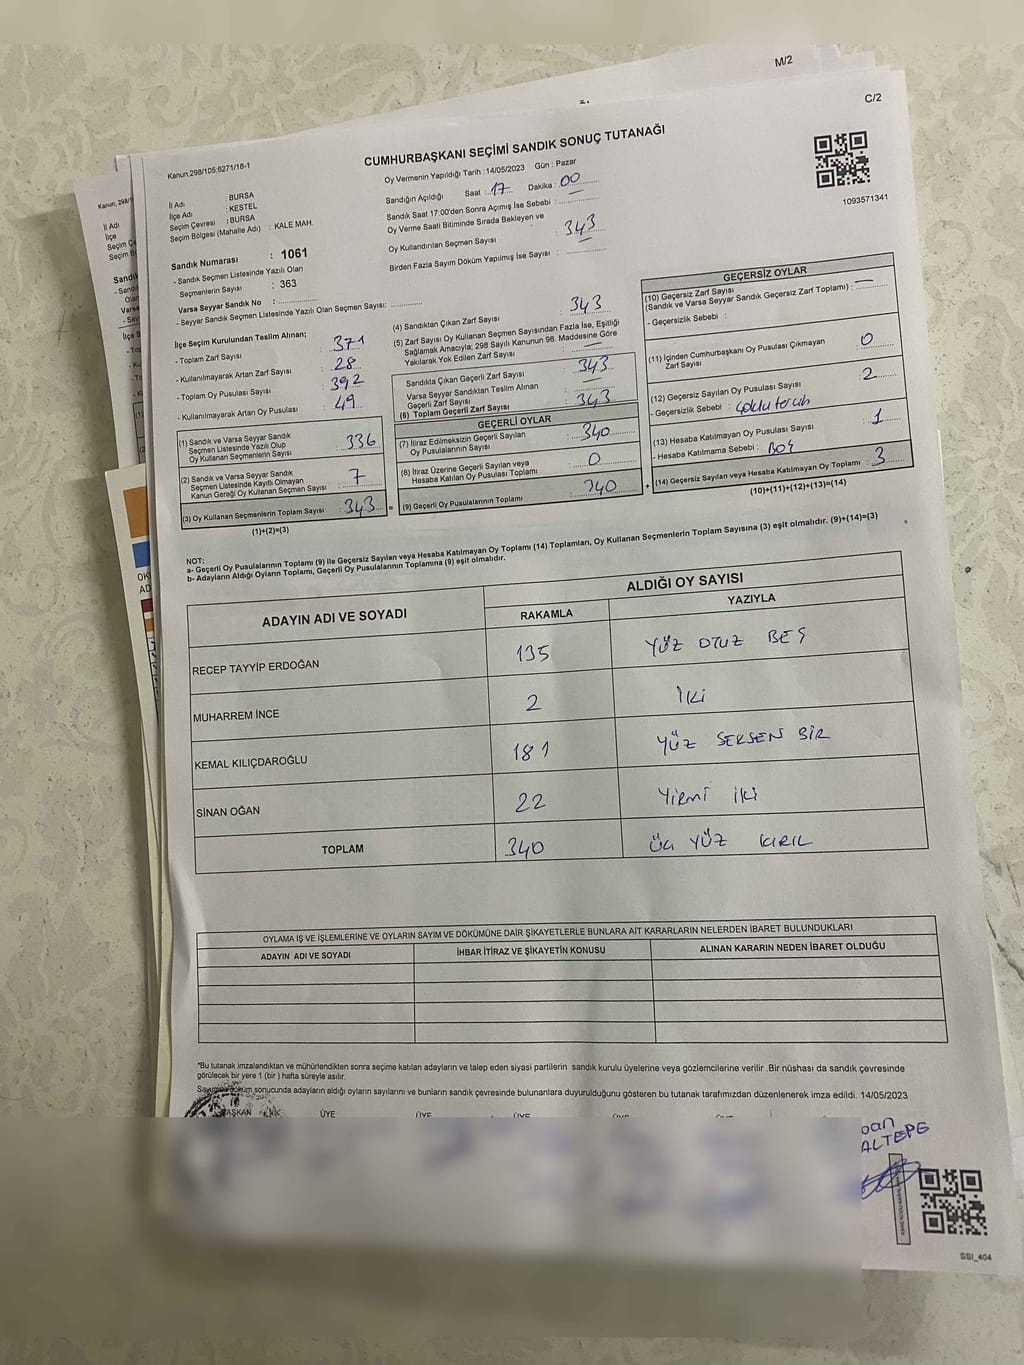 M/2
C/2
Kanun;298/105;6271/18-1
CUMHURBAŞKANI SEÇİMİ SANDIK SONUÇ TUTANAĞI
Oy Vermenin Yapıldığı Tarih :14/05/2023 Gün : Pazar
1093571341
İl Adı : BURSA
İlçe Adı : KESTEL
Seçim Çevresi : BURSA
Seçim Bölgesi (Mahalle Adı) : KALE MAH.
Sandık Numarası : 1061
- Sandık Seçmen Listesinde Yazılı Olan
Seçmenlerin Sayısı : 363
Varsa Seyyar Sandık No :
- Seyyar Sandık Seçmen Listesinde Yazılı Olan Seçmen Sayısı:
Sandığın Açıldığı Saat : 17 Dakika : 00
Sandık Saat 17:00'den Sonra Açımış İse Sebebi :
Oy Verme Saati Bitiminde Sırada Bekleyen ve
Oy Kullandırılan Seçmen Sayısı : 343
Birden Fazla Sayım Döküm Yapılmış İse Sayısı :
İlçe Seçim Kurulundan Teslim Alınan;
- Toplam Zarf Sayısı : 371
- Kullanılmayarak Artan Zarf Sayısı : 28
- Toplam Oy Pusulası Sayısı : 392
- Kullanılmayarak Artan Oy Pusulası : 49
(1) Sandık ve Varsa Seyyar Sandık
Seçmen Listesinde Yazılı Olup
Oy Kullanan Seçmenlerin Sayısı : 336
(2) Sandık ve Varsa Seyyar Sandık
Seçmen Listesinde Kayıtlı Olmayan
Kanun Gereği Oy Kullanan Seçmen Sayısı : 7
(3) Oy Kullanan Seçmenlerin Toplam Sayısı : 343
(1)+(2)=(3)
(4) Sandıktan Çıkan Zarf Sayısı : 343
(5) Zarf Sayısı Oy Kullanan Seçmen Sayısından Fazla İse, Eşitliği
Sağlamak Amacıyla; 298 Sayılı Kanunun 98. Maddesine Göre
Yakılarak Yok Edilen Zarf Sayısı : —
Sandıkta Çıkan Geçerli Zarf Sayısı : 343
Varsa Seyyar Sandıktan Teslim Alınan
Geçerli Zarf Sayısı : —
(6) Toplam Geçerli Zarf Sayısı : 343
GEÇERLİ OYLAR
(7) İtiraz Edilmeksizin Geçerli Sayılan
Oy Pusulasının Sayısı : 340
(8) İtiraz Üzerine Geçerli Sayılan veya
Hesaba Katılan Oy Pusulası Toplamı : 0
(9) Geçerli Oy Pusulalarının Toplamı : 340
GEÇERSİZ OYLAR
(10) Geçersiz Zarf Sayısı
(Sandık ve Varsa Seyyar Sandık Geçersiz Zarf Toplamı) : —
- Geçersizlik Sebebi :
(11) İçinden Cumhurbaşkanı Oy Pusulası Çıkmayan
Zarf Sayısı : 0
(12) Geçersiz Sayılan Oy Pusulası Sayısı : 2
- Geçersizlik Sebebi : çoklu tercih
(13) Hesaba Katılmayan Oy Pusulası Sayısı : 1
- Hesaba Katılmama Sebebi : BOŞ
(14) Geçersiz Sayılan veya Hesaba Katılmayan Oy Toplamı : 3
(10)+(11)+(12)+(13)=(14)
NOT:
a- Geçerli Oy Pusulalarının Toplamı (9) ile Geçersiz Sayılan veya Hesaba Katılmayan Oy Toplamı (14) Toplamları, Oy Kullanan Seçmenlerin Toplam Sayısına (3) eşit olmalıdır. (9)+(14)=(3)
b- Adayların Aldığı Oyların Toplamı, Geçerli Oy Pusulalarının Toplamına (9) eşit olmalıdır.
ADAYIN ADI VE SOYADI ALDIĞI OY SAYISI
RAKAMLA YAZIYLA
RECEP TAYYİP ERDOĞAN 135 YÜZ OTUZ BEŞ
MUHARREM İNCE 2 İKİ
KEMAL KILIÇDAROĞLU 181 YÜZ SEKSEN BİR
SİNAN OĞAN 22 YİRMİ İKİ
TOPLAM 340 ÜÇ YÜZ KIRK
OYLAMA İŞ VE İŞLEMLERİNE VE OYLARIN SAYIM VE DÖKÜMÜNE DAİR ŞİKAYETLERLE BUNLARA AİT KARARLARIN NELERDEN İBARET BULUNDUKLARI
ADAYIN ADI VE SOYADI İHBAR İTİRAZ VE ŞİKAYETİN KONUSU ALINAN KARARIN NEDEN İBARET OLDUĞU
*Bu tutanak imzalandıktan ve mühürlendikten sonra seçime katılan adayların ve talep eden siyasi partilerin sandık kurulu üyelerine veya gözlemcilerine verilir .Bir nüshası da sandık çevresinde
görülecek bir yere 1 (bir ) hafta süreyle asılır.
sonucunda adayların aldığı oyların sayılarını ve bunların sandık çevresinde bulunanlara duyurulduğunu gösteren bu tutanak tarafımızdan düzenlenerek imza edildi. 14/05/2023
BAŞKAN ÜYE ÜYE ÜYE
ALTEPE
SSI_404